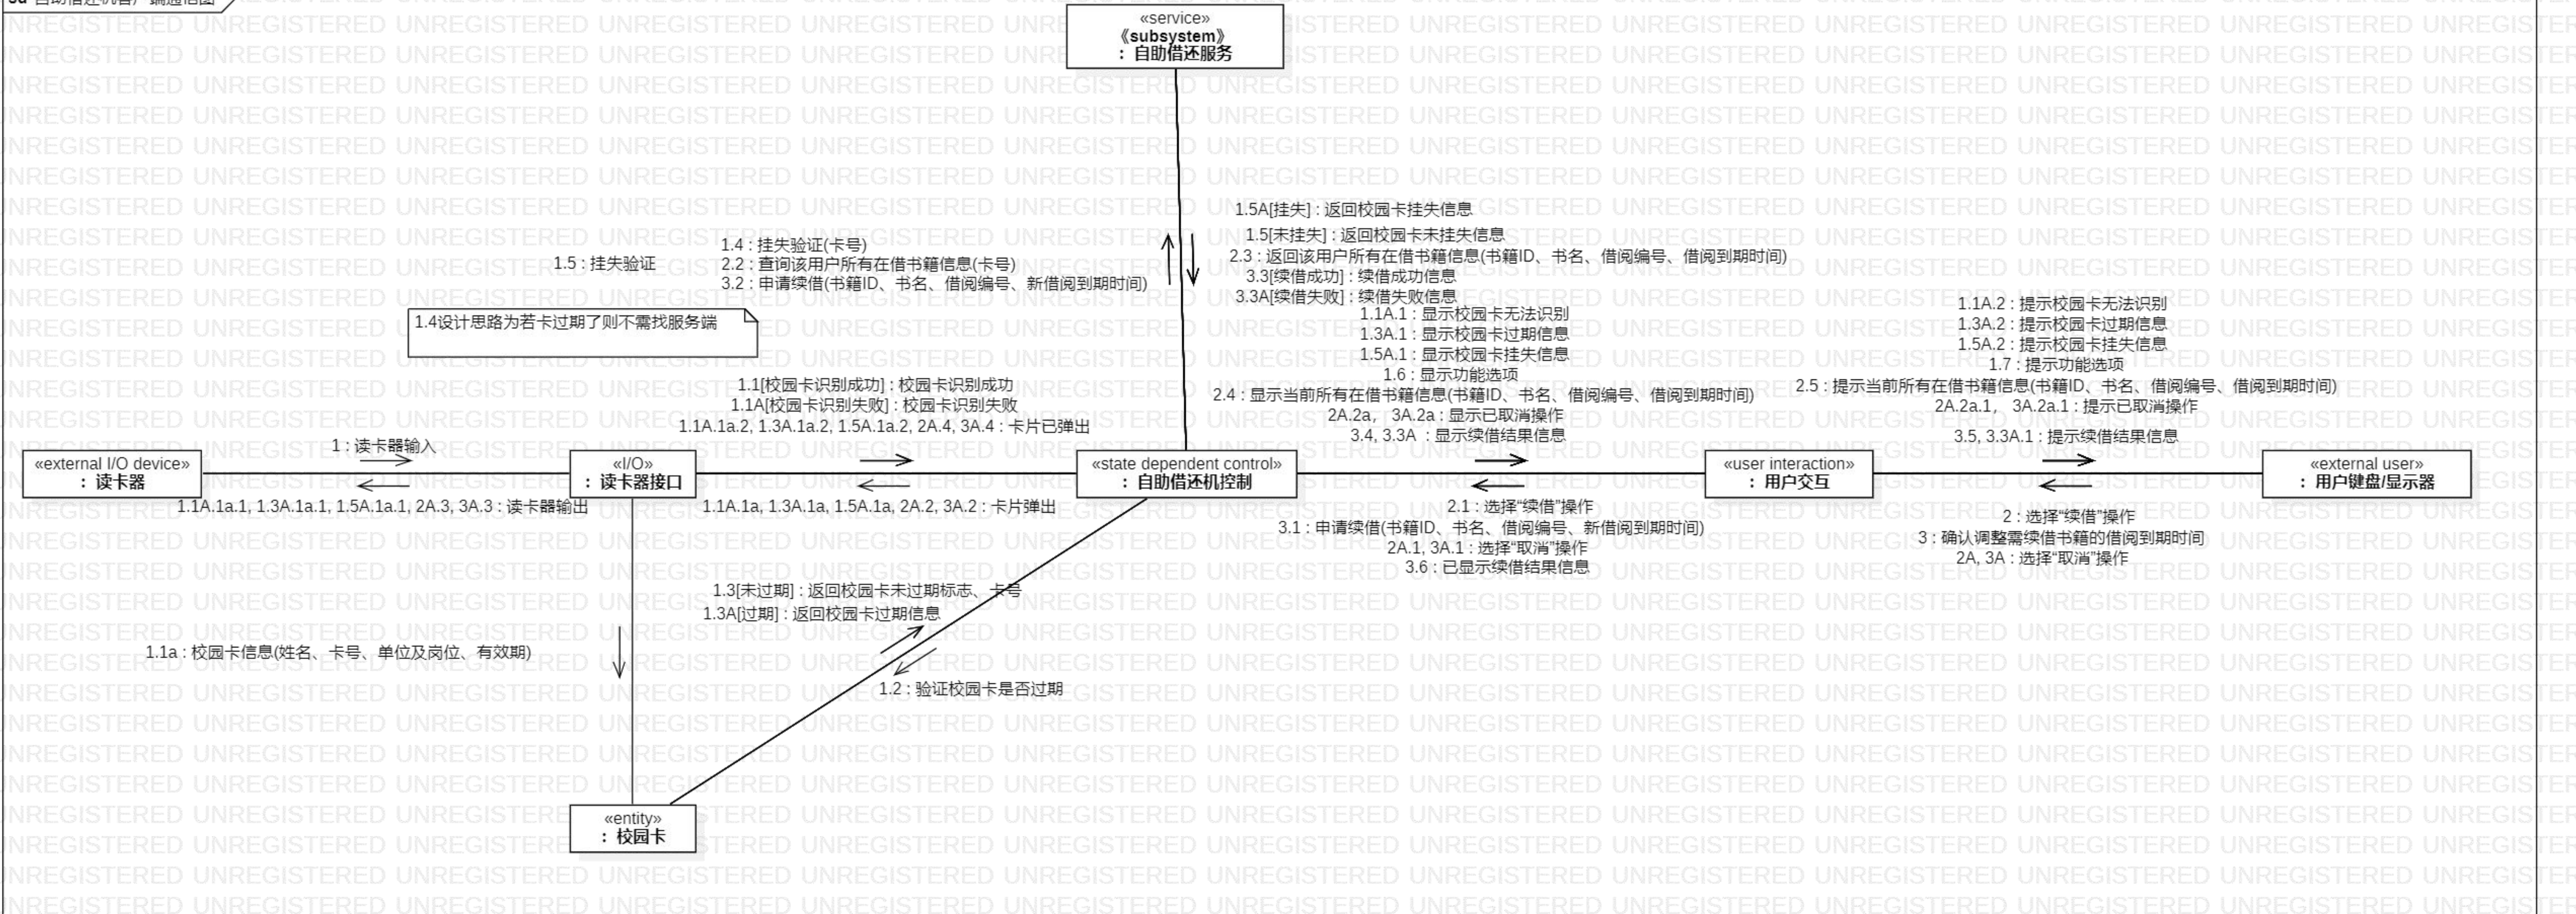 «service»
《subsystem》
：自助借还服务
1.5A[挂失] : 返回校园卡挂失信息
1.5[未挂失] : 返回校园卡未挂失信息
2.3 : 返回该用户所有在借书籍信息(书籍ID、书名、借阅编号、借阅到期时间)
3.3[续借成功] : 续借成功信息
3.3A[续借失败] : 续借失败信息
1.4 : 挂失验证(卡号)
2.2 : 查询该用户所有在借书籍信息(卡号)
3.2 : 申请续借(书籍ID、书名、借阅编号、新借阅到期时间)
1.5 : 挂失验证
1.4设计思路为若卡过期了则不需找服务端
1.1A.1 : 显示校园卡无法识别
1.3A.1 : 显示校园卡过期信息
1.5A.1 : 显示校园卡挂失信息
1.6 : 显示功能选项
2.4 : 显示当前所有在借书籍信息(书籍ID、书名、借阅编号、借阅到期时间)
2A.2a， 3A.2a : 显示已取消操作
3.4, 3.3A : 显示续借结果信息
1.1A.2 : 提示校园卡无法识别
1.3A.2 : 提示校园卡过期信息
1.5A.2 : 提示校园卡挂失信息
1.7 : 提示功能选项
2.5 : 提示当前所有在借书籍信息(书籍ID、书名、借阅编号、借阅到期时间)
2A.2a.1， 3A.2a.1 : 提示已取消操作
3.5, 3.3A.1 : 提示续借结果信息
1.1[校园卡识别成功] : 校园卡识别成功
1.1A[校园卡识别失败] : 校园卡识别失败
1.1A.1a.2, 1.3A.1a.2, 1.5A.1a.2, 2A.4, 3A.4 : 卡片已弹出
1 : 读卡器输入
«external I/O device»
：读卡器
«I/O»
：读卡器接口
«state dependent control»
：自助借还机控制
«user interaction»
：用户交互
«external user»
：用户键盘/显示器
1.1A.1a.1, 1.3A.1a.1, 1.5A.1a.1, 2A.3, 3A.3 : 读卡器输出
1.1A.1a, 1.3A.1a, 1.5A.1a, 2A.2, 3A.2 : 卡片弹出
2.1 : 选择“续借”操作
3.1 : 申请续借(书籍ID、书名、借阅编号、新借阅到期时间)
2A.1, 3A.1 : 选择“取消”操作
3.6 : 已显示续借结果信息
2 : 选择“续借”操作
3 : 确认调整需续借书籍的借阅到期时间
2A, 3A : 选择“取消”操作
1.3[未过期] : 返回校园卡未过期标志、卡号
1.3A[过期] : 返回校园卡过期信息
1.1a : 校园卡信息(姓名、卡号、单位及岗位、有效期)
1.2 : 验证校园卡是否过期
«entity»
：校园卡